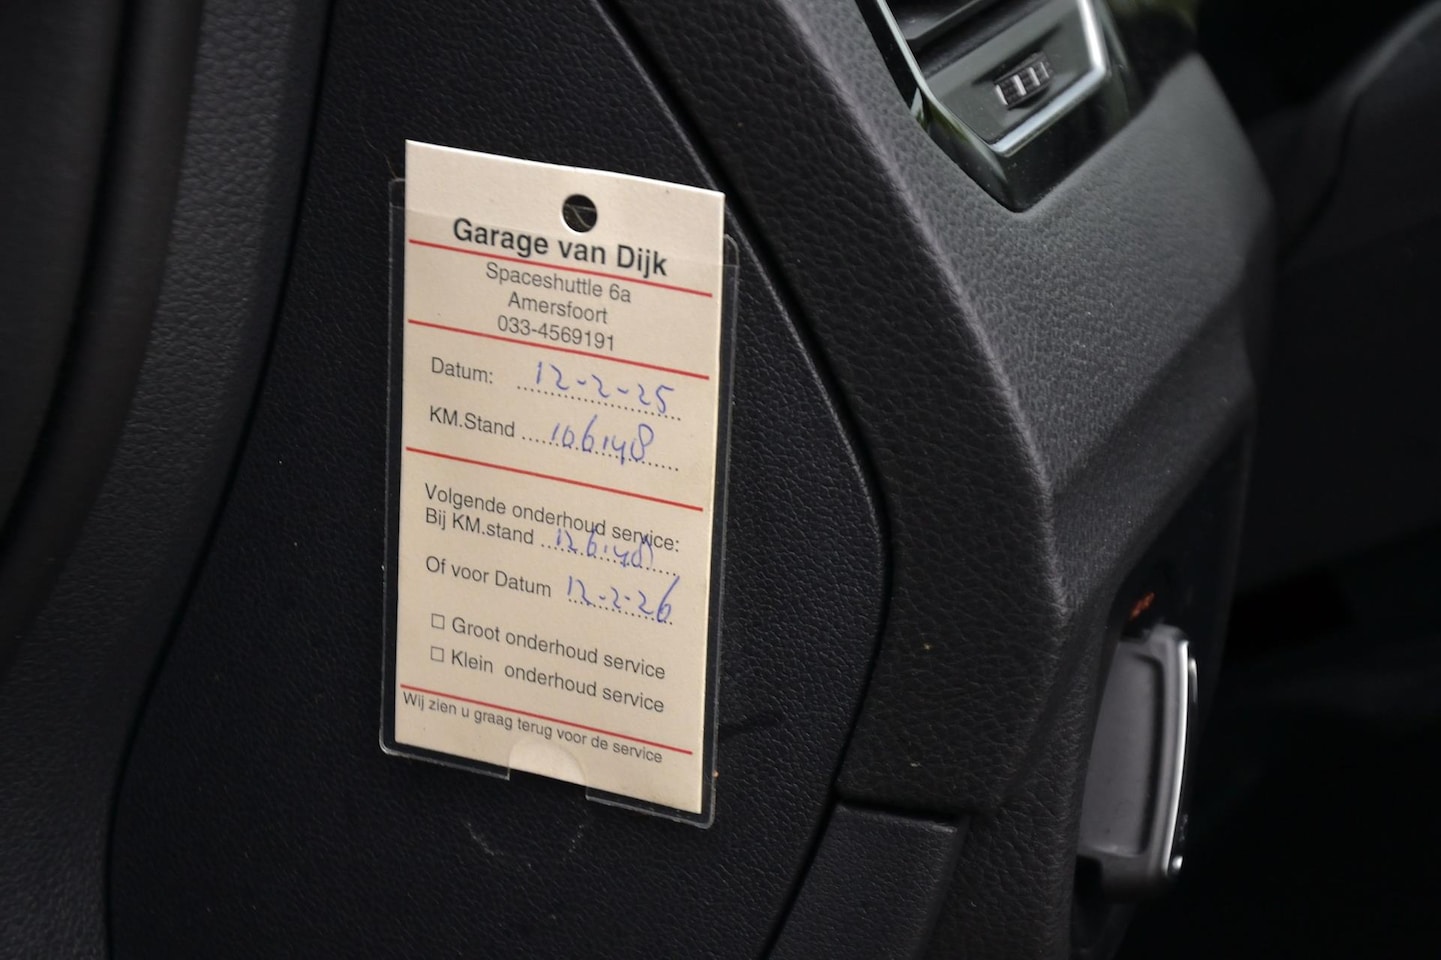 Garage van Dijk
Spaceshuttle 6a
Amersfoort
033-4569191
Datum: 12-2-25
KM.Stand 106148
Volgende onderhoud service:
Bij KM.stand 126148
Of voor Datum 12-2-26
☐ Groot onderhoud service
☐ Klein onderhoud service
Wij zien u graag terug voor de service